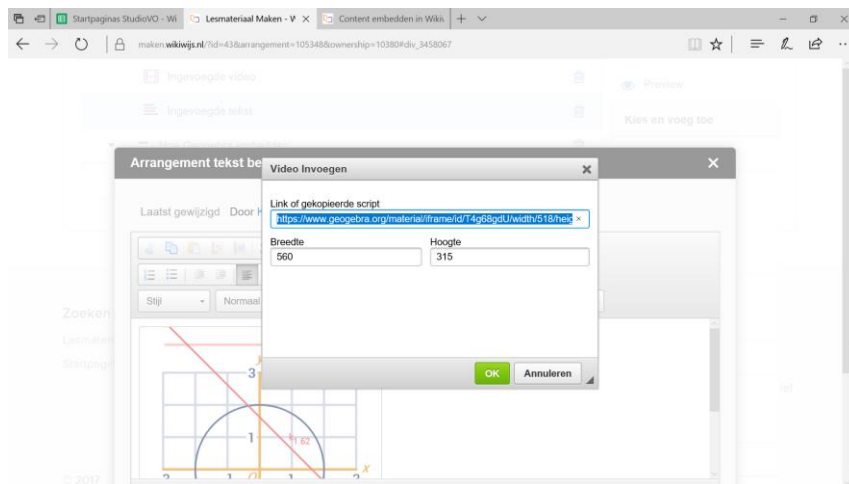 Startpaginas StudioVO - Wi
Lesmateriaal Maken - W
Content embedden in Wikiw
maken.wikiwijs.nl/?id=43&arrangement=105348&ownership=10380#div_3458067
Ingevoegde video
Ingevoegde tekst
Preview
Kies en voeg toe
Arrangement tekst be
Video Invoegen
Laatst gewijzigd Door
Link of gekopieerde script
https://www.geogebra.org/material/iframe/id/T4g68gdU/width/518/heig
Breedte
Hoogte
560
315
Stijl
Normaal
Zoeken
OK
Annuleren
3
1
1.62
x
2
1
0
1
2
© 2017